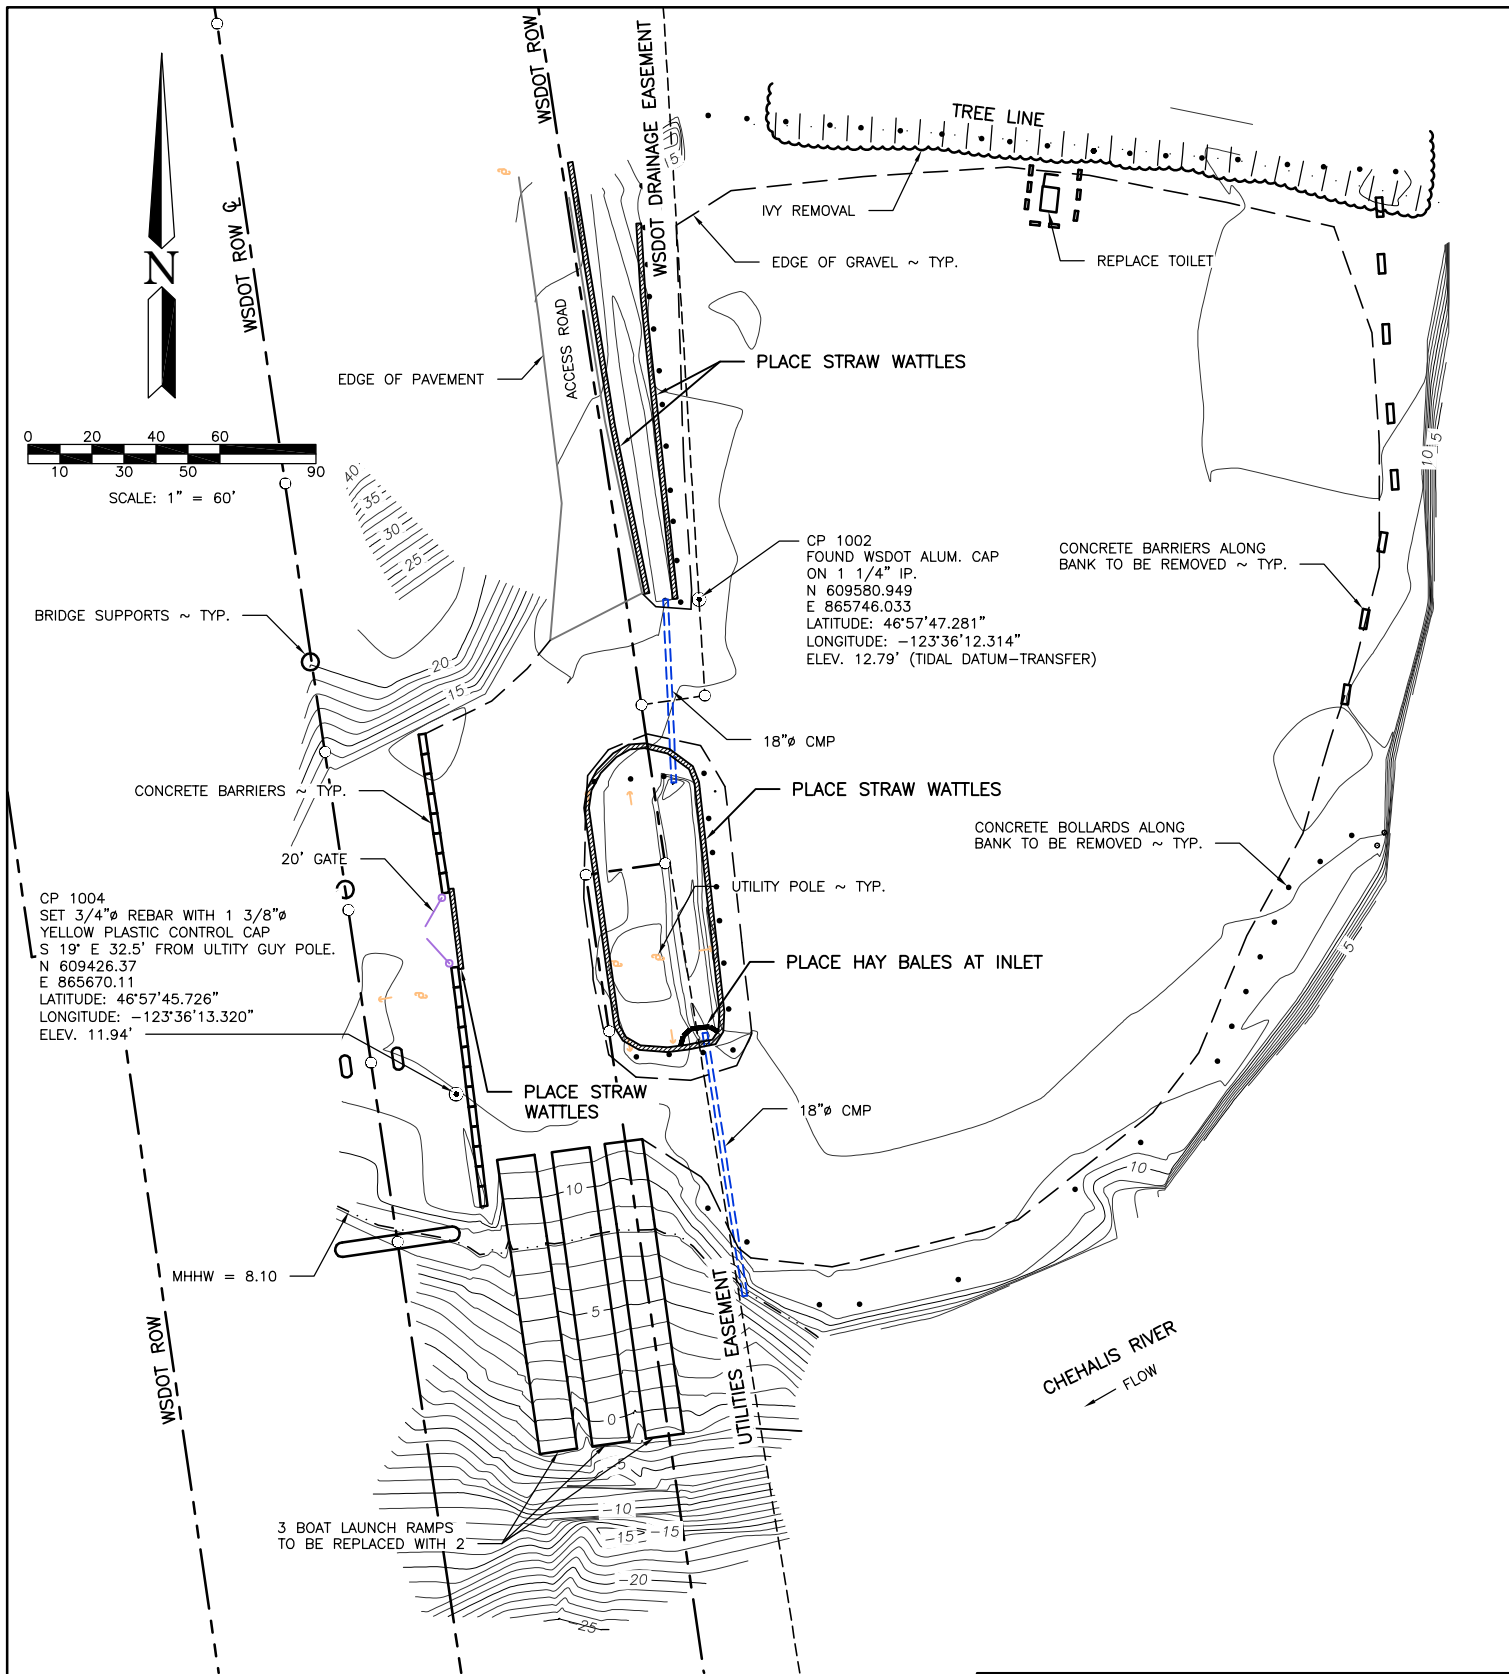 WSDOT ROW
WSDOT DRAINAGE EASEMENT
TREE LINE
IVY REMOVAL
WSDOT ROW ℄
N
EDGE OF GRAVEL ~ TYP.
REPLACE TOILET
15
ACCESS ROAD
PLACE STRAW WATTLES
EDGE OF PAVEMENT
0 20 40 60
10 30 50 90
SCALE: 1" = 60'
40
35
30
25
10
5
CP 1002
FOUND WSDOT ALUM. CAP
ON 1 1/4" IP.
N 609580.949
E 865746.033
LATITUDE: 46°57'47.281"
LONGITUDE: -123°36'12.314"
ELEV. 12.79' (TIDAL DATUM-TRANSFER)
CONCRETE BARRIERS ALONG
BANK TO BE REMOVED ~ TYP.
BRIDGE SUPPORTS ~ TYP.
20
15
18"ø CMP
CONCRETE BARRIERS ~ TYP.
PLACE STRAW WATTLES
CONCRETE BOLLARDS ALONG
BANK TO BE REMOVED ~ TYP.
20' GATE
UTILITY POLE ~ TYP.
CP 1004
SET 3/4"ø REBAR WITH 1 3/8"ø
YELLOW PLASTIC CONTROL CAP
S 19° E 32.5' FROM ULTITY GUY POLE.
N 609426.37
E 865670.11
LATITUDE: 46°57'45.726"
LONGITUDE: -123°36'13.320"
ELEV. 11.94'
PLACE HAY BALES AT INLET
5
PLACE STRAW
WATTLES
18"ø CMP
10
10
MHHW = 8.10
5
UTILITIES EASEMENT
WSDOT ROW
CHEHALIS RIVER
FLOW
0
-5
-10
-15
-15
3 BOAT LAUNCH RAMPS
TO BE REPLACED WITH 2
-20
-25